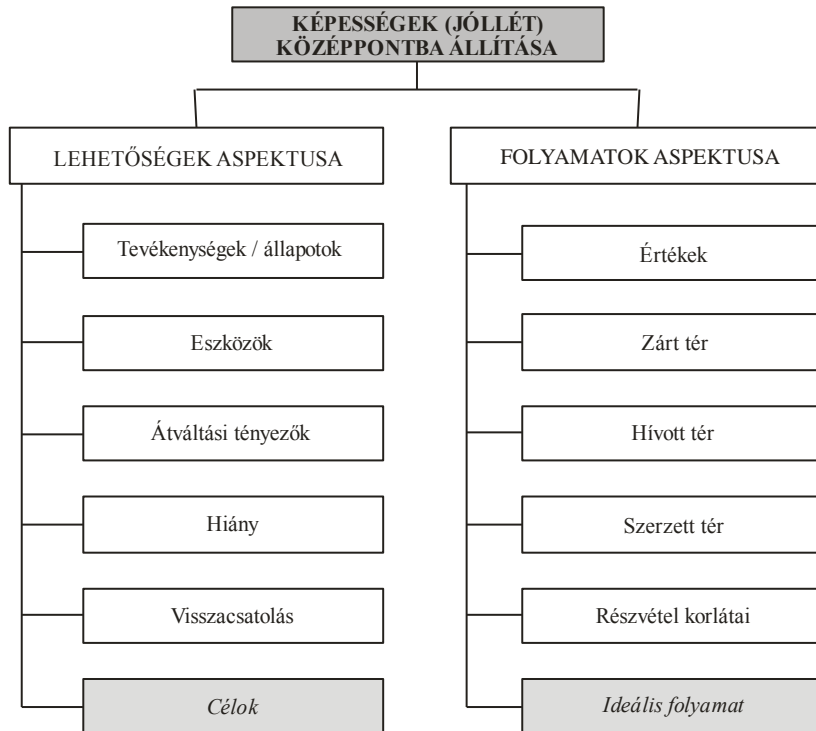 KÉPESSÉGEK (JÓLLÉT)
KÖZÉPPONTBA ÁLLÍTÁSA
LEHETŐSÉGEK ASPEKTUSA
Tevékenységek / állapotok
Eszközök
Átváltási tényezők
Hiány
Visszacsatolás
Célok
FOLYAMATOK ASPEKTUSA
Értékek
Zárt tér
Hívott tér
Szerzett tér
Részvétel korlátai
Ideális folyamat